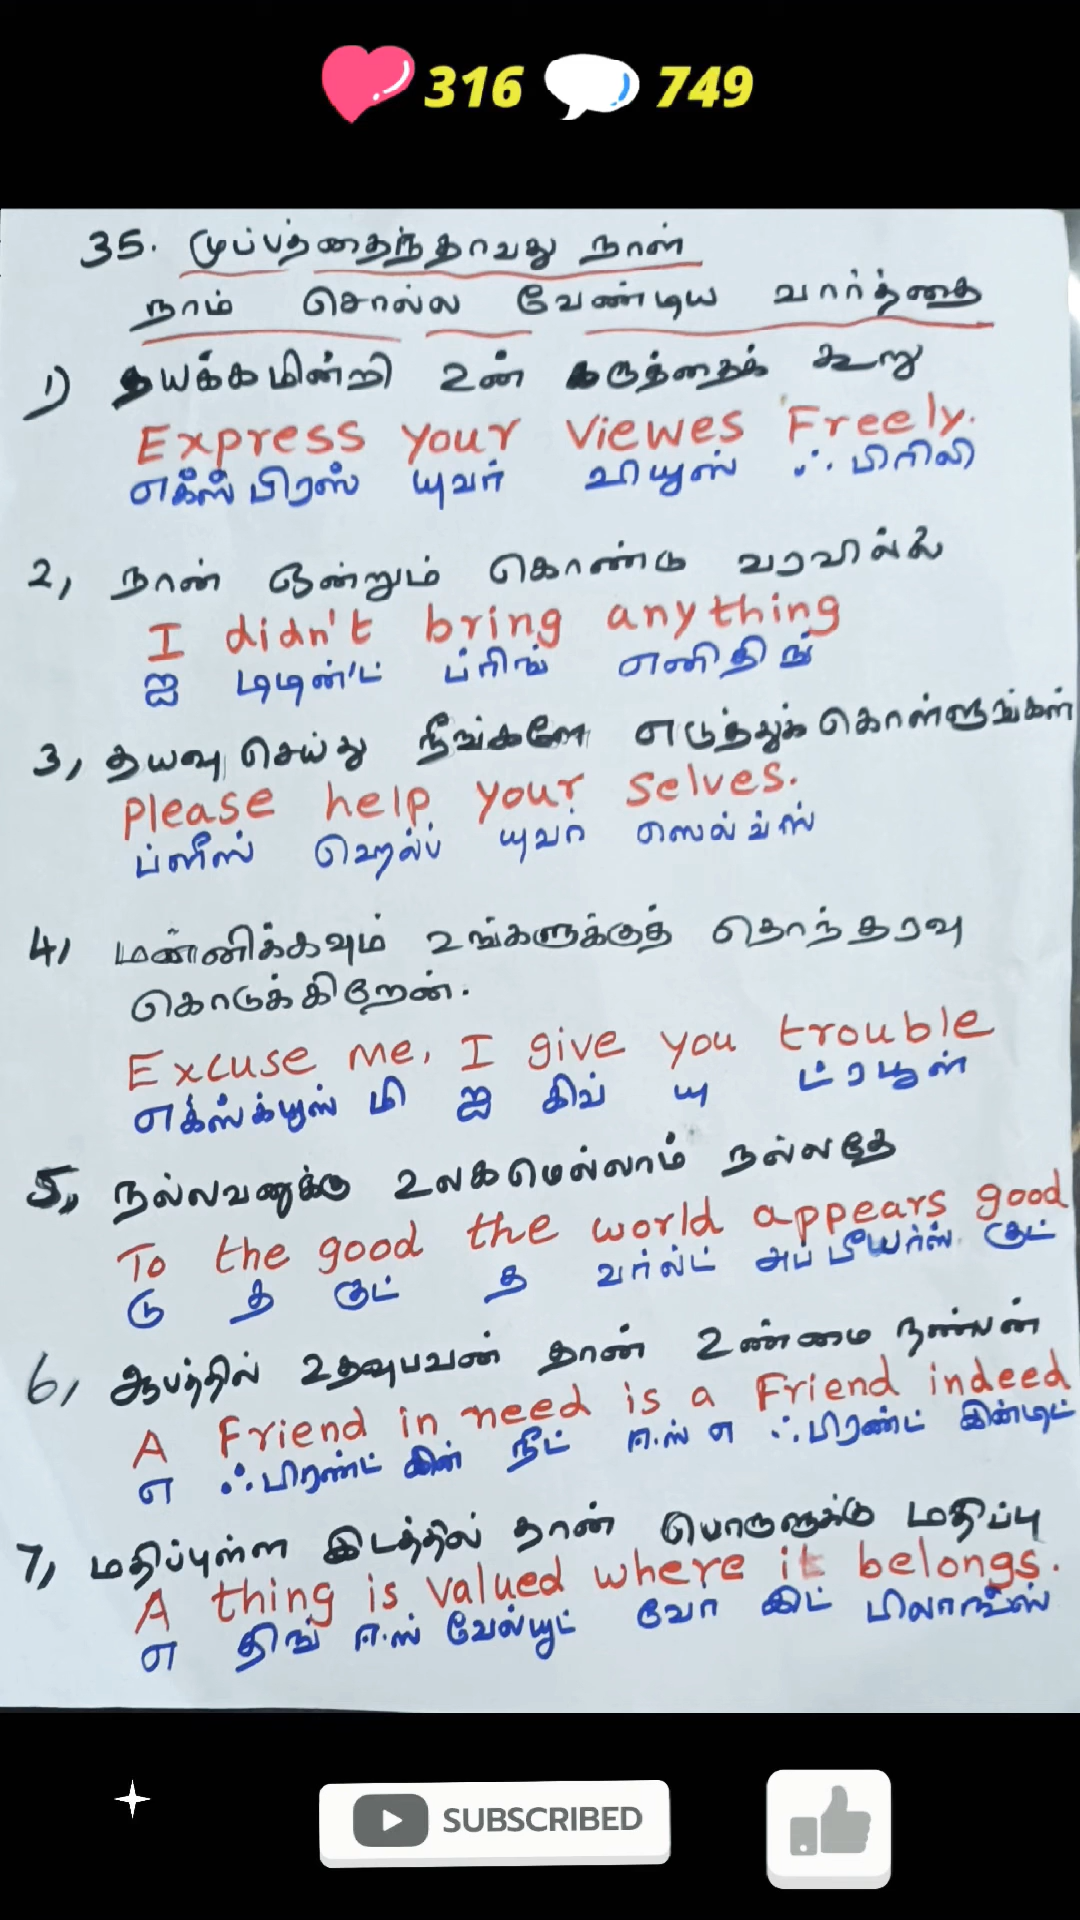 316 749
35. முப்பத்தைந்தாவது நாள்
நாம் சொல்ல வேண்டிய வார்த்தை
1) தயக்கமின்றி உன் கருத்தைக் கூறு
Express your viewes Freely.
எக்ஸ்பிரஸ் யுவர் வியுஸ் ஃபிரிலி
2, நான் ஒன்றும் கொண்டு வரவில்லை
I didn't bring anything
ஐ டிடின்'ட் ப்ரிங் எனிதிங்
3, தயவு செய்து நீங்களே எடுத்துக் கொள்ளுங்கள்
please help your selves.
ப்ளீஸ் ஹெல்ப் யுவர் ஸெல்வ்ஸ்
4, மன்னிக்கவும் உங்களுக்குத் தொந்தரவு
கொடுக்கிறேன்.
Excuse me, I give you trouble
எக்ஸ்க்யூஸ் மி ஐ கிவ் யு ட்ரபூள்
5, நல்லவனுக்கு உலகமெல்லாம் நல்லதே
To the good the world appears good
டு த குட் த வர்ல்ட் அப்பீயர்ஸ் குட்
6, ஆபத்தில் உதவுபவன் தான் உண்மை நண்பன்
A Friend in need is a Friend indeed
எ ஃபிரண்ட் இன் நீட் ஈஸ் எ ஃபிரண்ட் இன்டிட்
7, மதிப்புள்ள இடத்தில் தான் பொருளுக்கு மதிப்பு
A thing is valued where it belongs.
எ திங் ஈஸ் வேல்யுட் வேர் இட் பிலாங்ஸ்
SUBSCRIBED